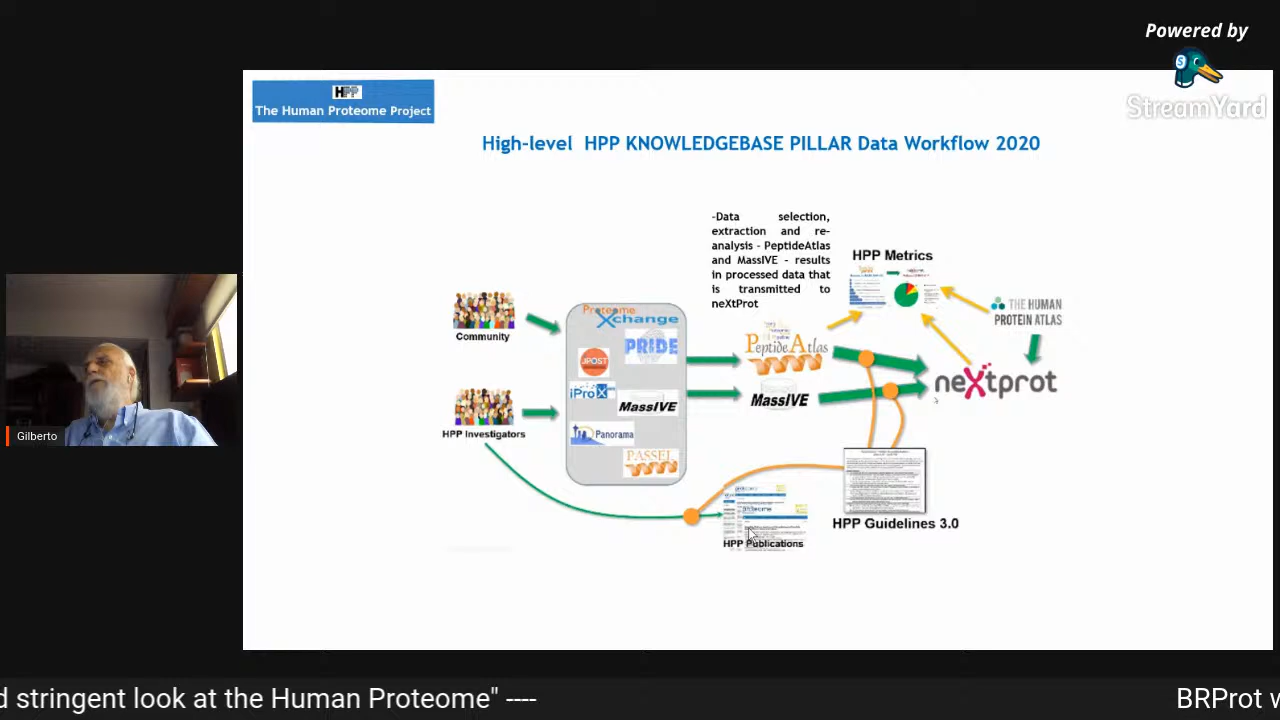 Powered by
StreamYard
HPP
The Human Proteome Project
High-level HPP KNOWLEDGEBASE PILLAR Data Workflow 2020
-Data selection,
extraction and re-
analysis - PeptideAtlas
and MassIVE - results
in processed data that
is transmitted to
neXtProt
HPP Metrics
Community
HPP Investigators
Proteome
Xchange
PRIDE
JPOST
iProX
MassIVE
Panorama
PASSEL
PeptideAtlas
MassIVE
THE HUMAN
PROTEIN ATLAS
neXtprot
HPP Guidelines 3.0
HPP Publications
Gilberto
d stringent look at the Human Proteome" ----
BRProt w